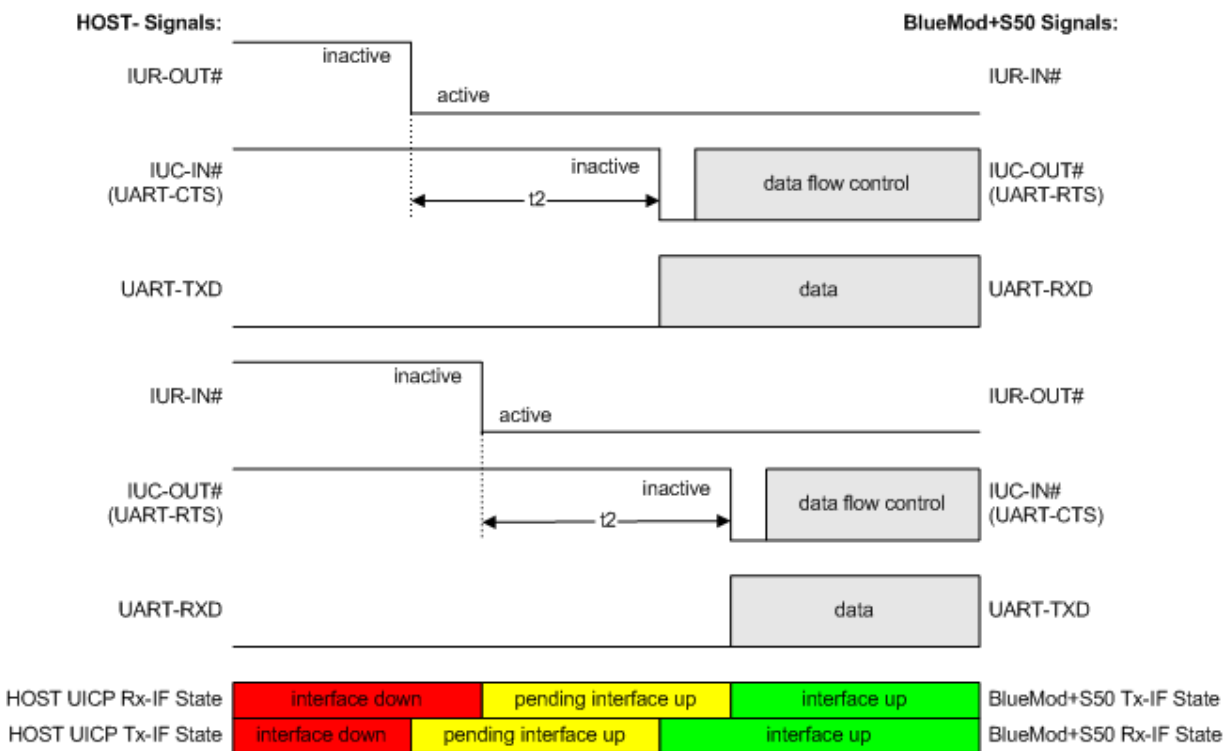 HOST- Signals:
BlueMod+S50 Signals:
inactive
IUR-OUT#
IUR-IN#
active
IUC-IN#
(UART-CTS)
inactive
data flow control
IUC-OUT#
(UART-RTS)
t2
UART-TXD
data
UART-RXD
inactive
IUR-IN#
IUR-OUT#
active
IUC-OUT#
(UART-RTS)
inactive
data flow control
IUC-IN#
(UART-CTS)
t2
UART-RXD
data
UART-TXD
HOST UICP Rx-IF State
interface down
pending interface up
interface up
BlueMod+S50 Tx-IF State
HOST UICP Tx-IF State
interface down
pending interface up
interface up
BlueMod+S50 Rx-IF State